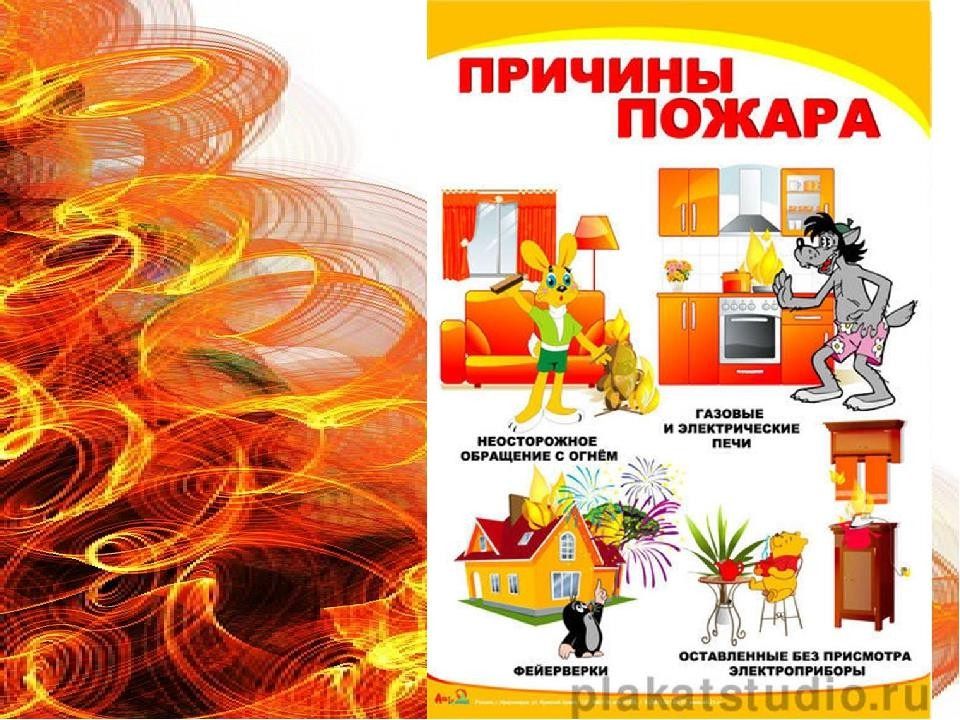 ПРИЧИНЫ
ПОЖАРА
НЕОСТОРОЖНОЕ
ОБРАЩЕНИЕ С ОГНЁМ
ГАЗОВЫЕ
И ЭЛЕКТРИЧЕСКИЕ
ПЕЧИ
ФЕЙЕРВЕРКИ
ОСТАВЛЕННЫЕ БЕЗ ПРИСМОТРА
ЭЛЕКТРОПРИБОРЫ
plakatstudio.ru